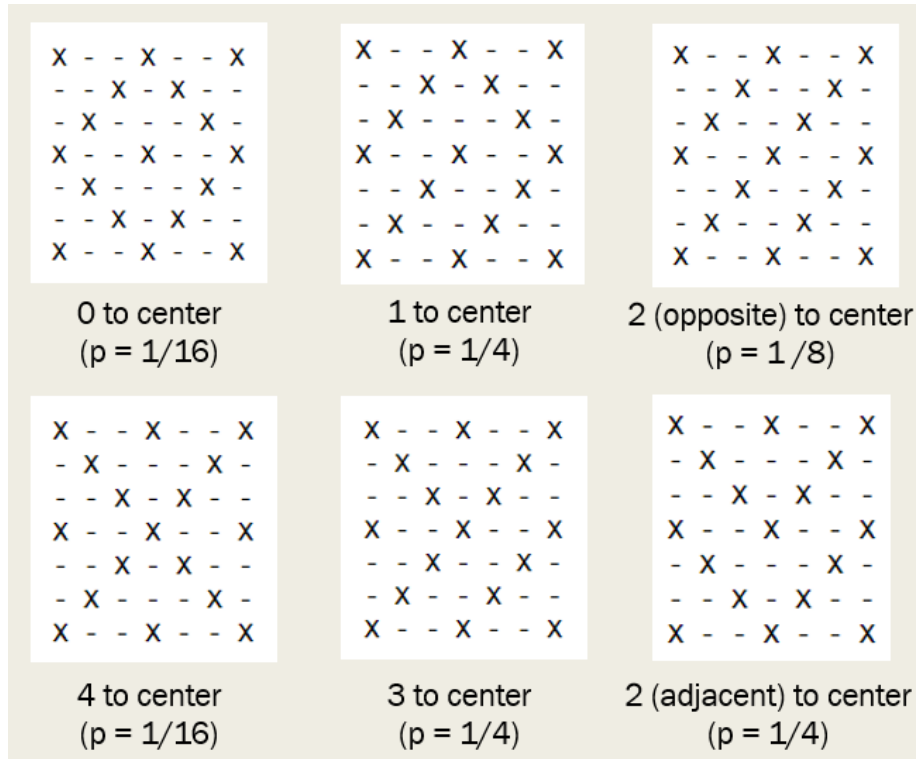 X - - X - - X
- - X - X - -
- X - - - X -
X - - X - - X
- X - - - X -
- - X - X - -
X - - X - - X
0 to center
(p = 1/16)
X - - X - - X
- - X - X - -
- X - - - X -
X - - X - - X
- - X - - X -
- X - - X - -
X - - X - - X
1 to center
(p = 1/4)
X - - X - - X
- - X - - X -
- X - - X - -
X - - X - - X
- - X - - X -
- X - - X - -
X - - X - - X
2 (opposite) to center
(p = 1 /8)
X - - X - - X
- X - - - X -
- - X - X - -
X - - X - - X
- - X - X - -
- X - - - X -
X - - X - - X
4 to center
(p = 1/16)
X - - X - - X
- X - - - X -
- - X - X - -
X - - X - - X
- - X - - X -
- X - - X - -
X - - X - - X
3 to center
(p = 1/4)
X - - X - - X
- X - - - X -
- - X - X - -
X - - X - - X
- X - - - X -
- - X - X - -
X - - X - - X
2 (adjacent) to center
(p = 1/4)